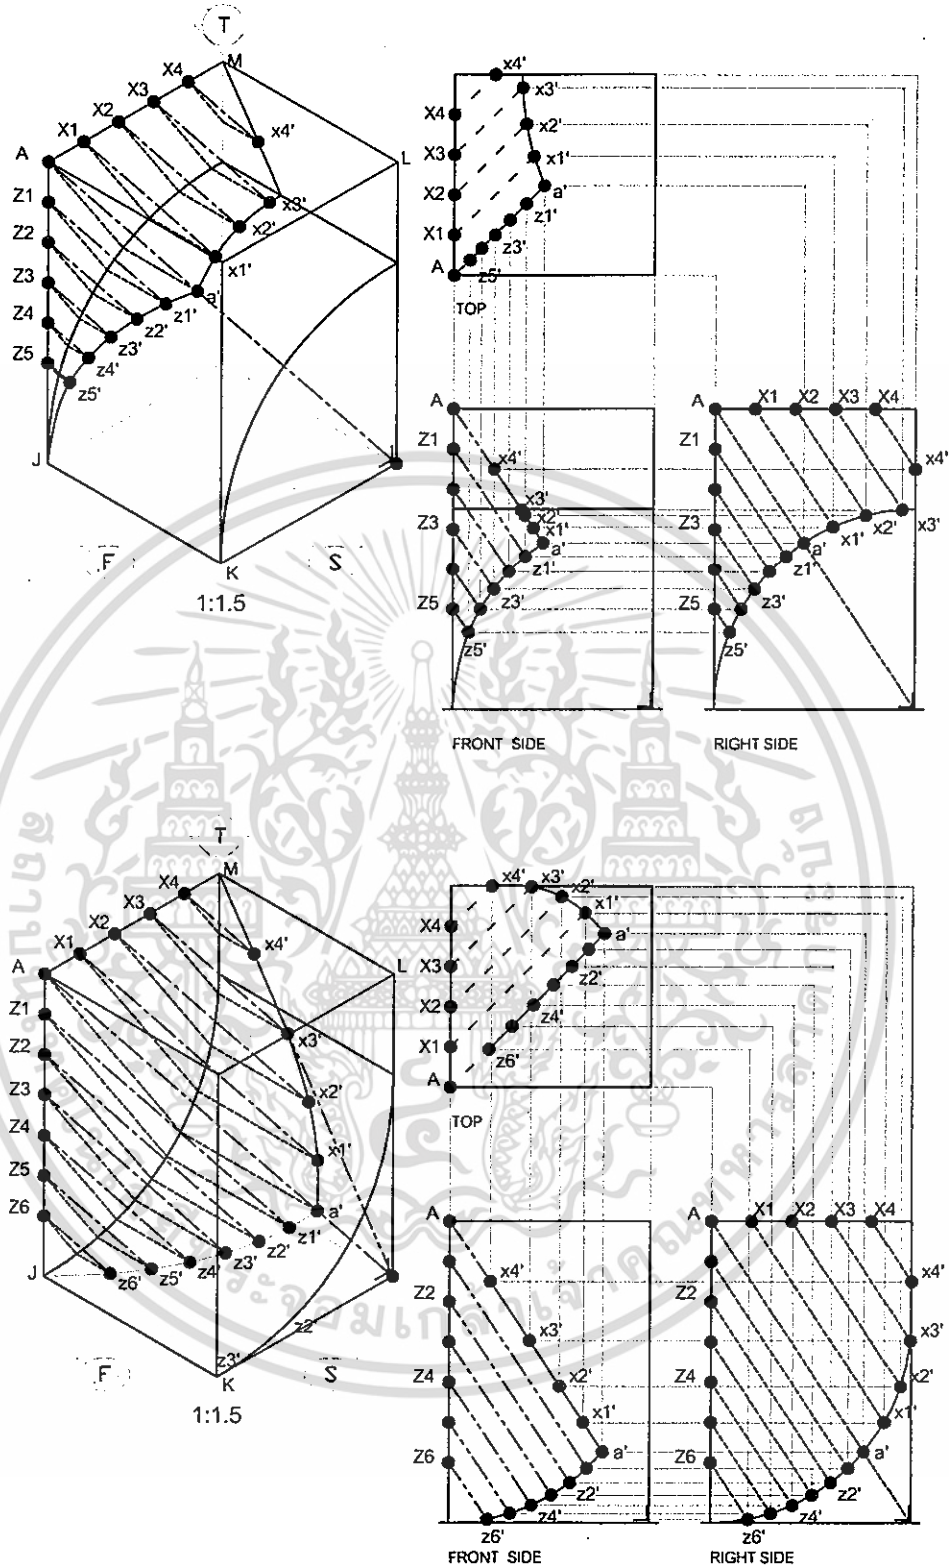 T
M
X4
X3
X2
X1
x4'
A
L
Z1
x3'
Z2
x2'
Z3
x1'
Z4
a'
z1'
z2'
Z5
z3'
z4'
z5'
J
F
S
K
1:1.5
x4'
x3'
X4
x2'
X3
x1'
X2
a'
z1'
X1
z3'
A
z5'
TOP
A
Z1
x4'
x3'
Z3
x2'
x1'
a'
z1'
Z5
z3'
z5'
FRONT SIDE
A
X1
X2
X3
X4
Z1
x4'
Z3
x3'
x2'
x1'
a'
z1'
Z5
z3'
z5'
RIGHT SIDE
T
M
X4
X3
X2
X1
x4'
A
L
Z1
x3'
Z2
Z3
x2'
Z4
x1'
Z5
Z6
a'
z1'
z2'
z3'
z4'
z5'
z6'
J
z2'
F
z3'
S
K
1:1.5
x4'
x3'
x2'
x1'
X4
a'
X3
z2'
X2
z4'
X1
z6'
A
TOP
A
x4'
Z2
x3'
Z4
x2'
x1'
Z6
a'
z2'
z4'
z6'
FRONT SIDE
A
X1
X2
X3
X4
x4'
Z2
x3'
Z4
x2'
x1'
Z6
a'
z2'
z4'
z6'
RIGHT SIDE